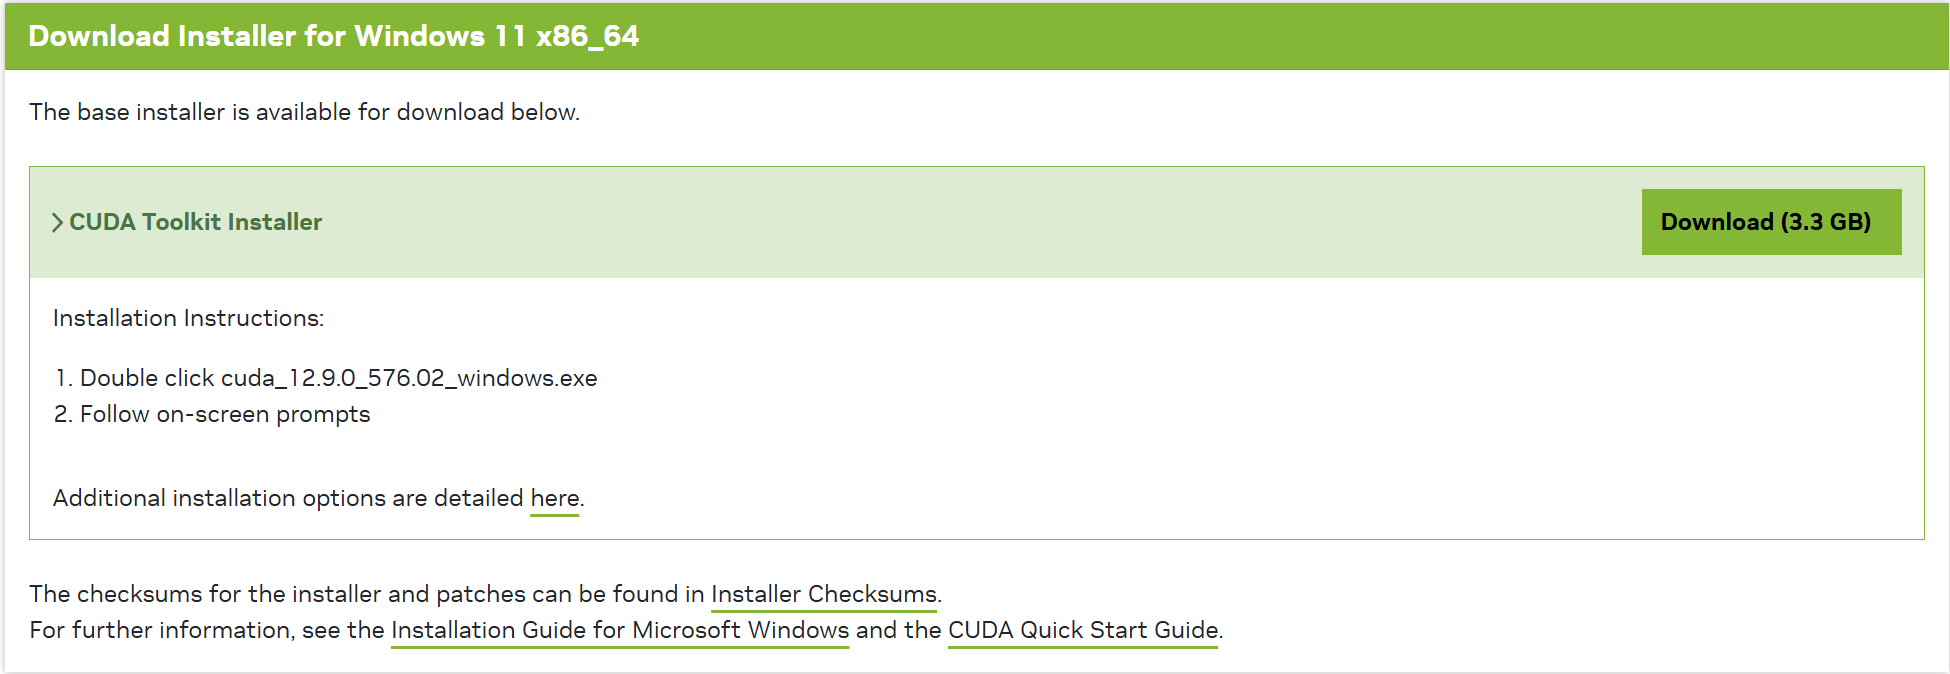 Download Installer for Windows 11 x86_64
The base installer is available for download below.
CUDA Toolkit Installer
Download (3.3 GB)
Installation Instructions:
1. Double click cuda_12.9.0_576.02_windows.exe
2. Follow on-screen prompts
Additional installation options are detailed here.
The checksums for the installer and patches can be found in Installer Checksums.
For further information, see the Installation Guide for Microsoft Windows and the CUDA Quick Start Guide.